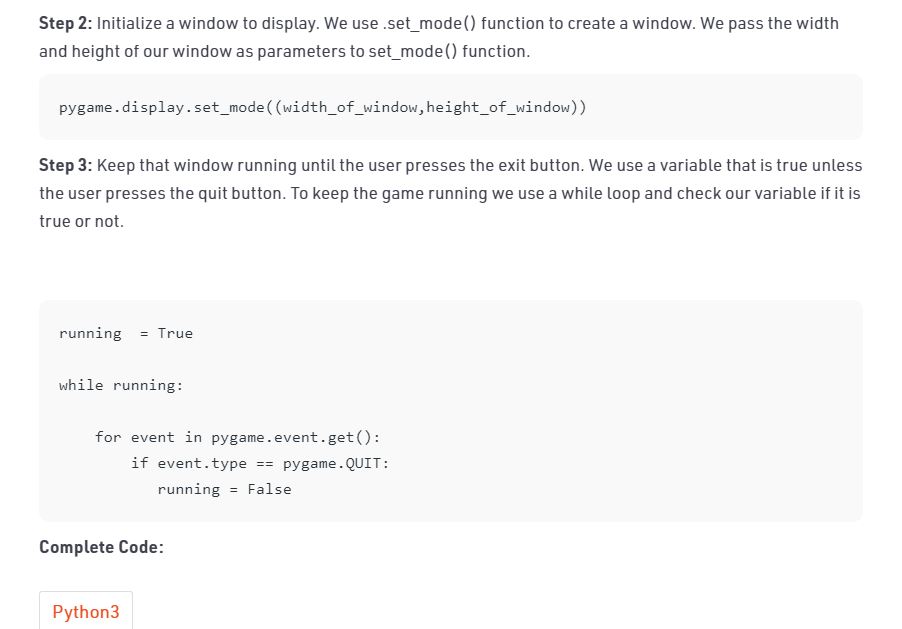 Step 2: Initialize a window to display. We use .set_mode() function to create a window. We pass the width
and height of our window as parameters to set_mode() function.
pygame.display.set_mode((width_of_window,height_of_window))
Step 3: Keep that window running until the user presses the exit button. We use a variable that is true unless
the user presses the quit button. To keep the game running we use a while loop and check our variable if it is
true or not.
running  = True
while running:
    for event in pygame.event.get():
        if event.type == pygame.QUIT:
           running = False
Complete Code:
Python3